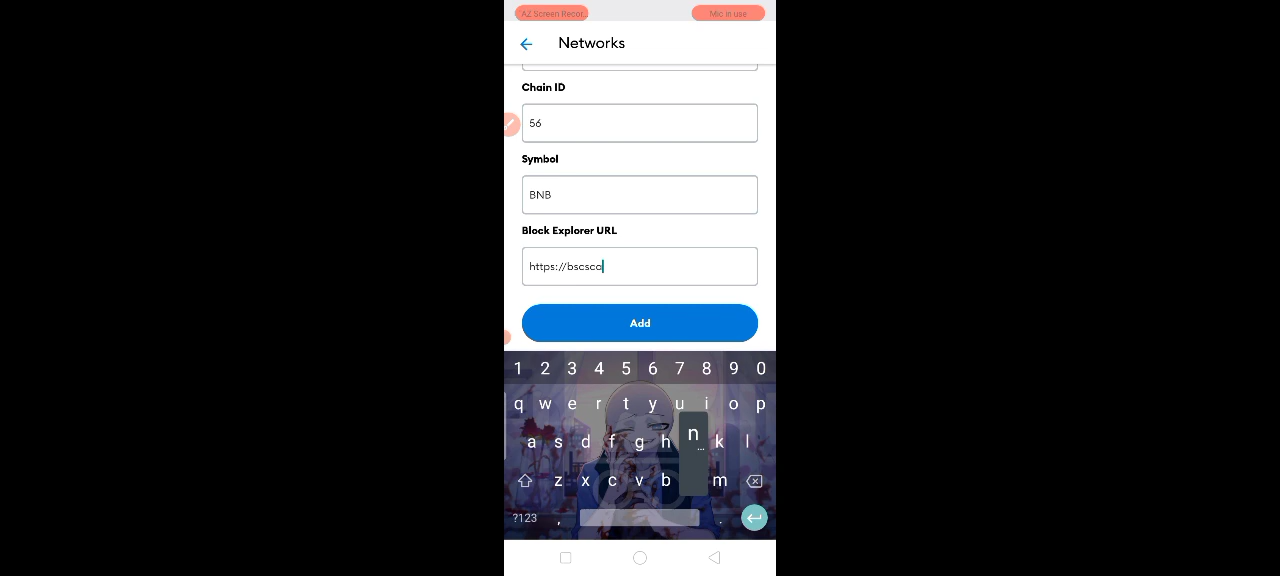 AZ Screen Recor...
Mic in use
Networks
Chain ID
56
Symbol
BNB
Block Explorer URL
https://bscsca
Add
1 2 3 4 5 6 7 8 9 0
q w e r t y u i o p
a s d f g h n k l
z x c v b m
?123 , .